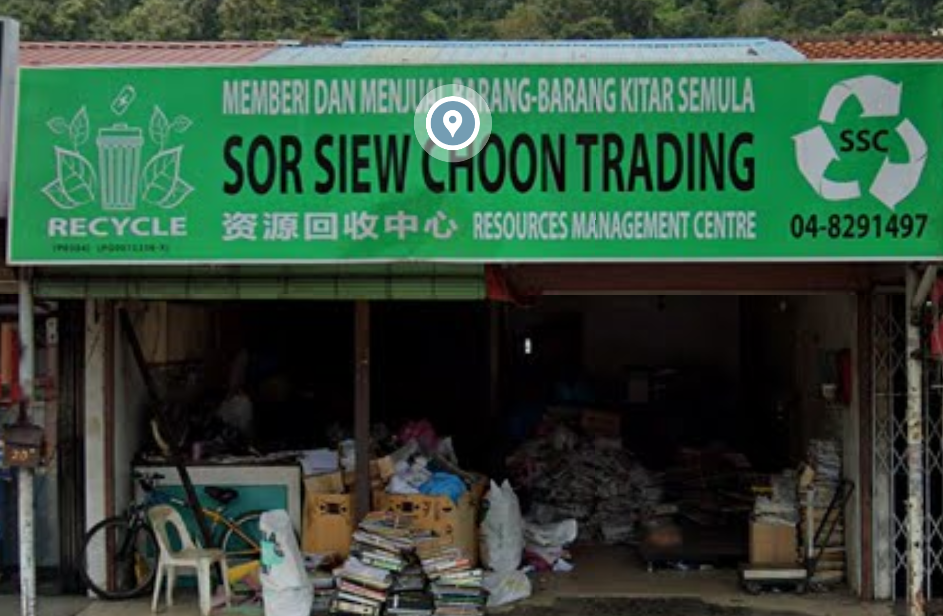 MEMBERI DAN MENJUAL BARANG-BARANG KITAR SEMULA
SOR SIEW CHOON TRADING
资源回收中心 RESOURCES MANAGEMENT CENTRE
RECYCLE
SSC
04-8291497